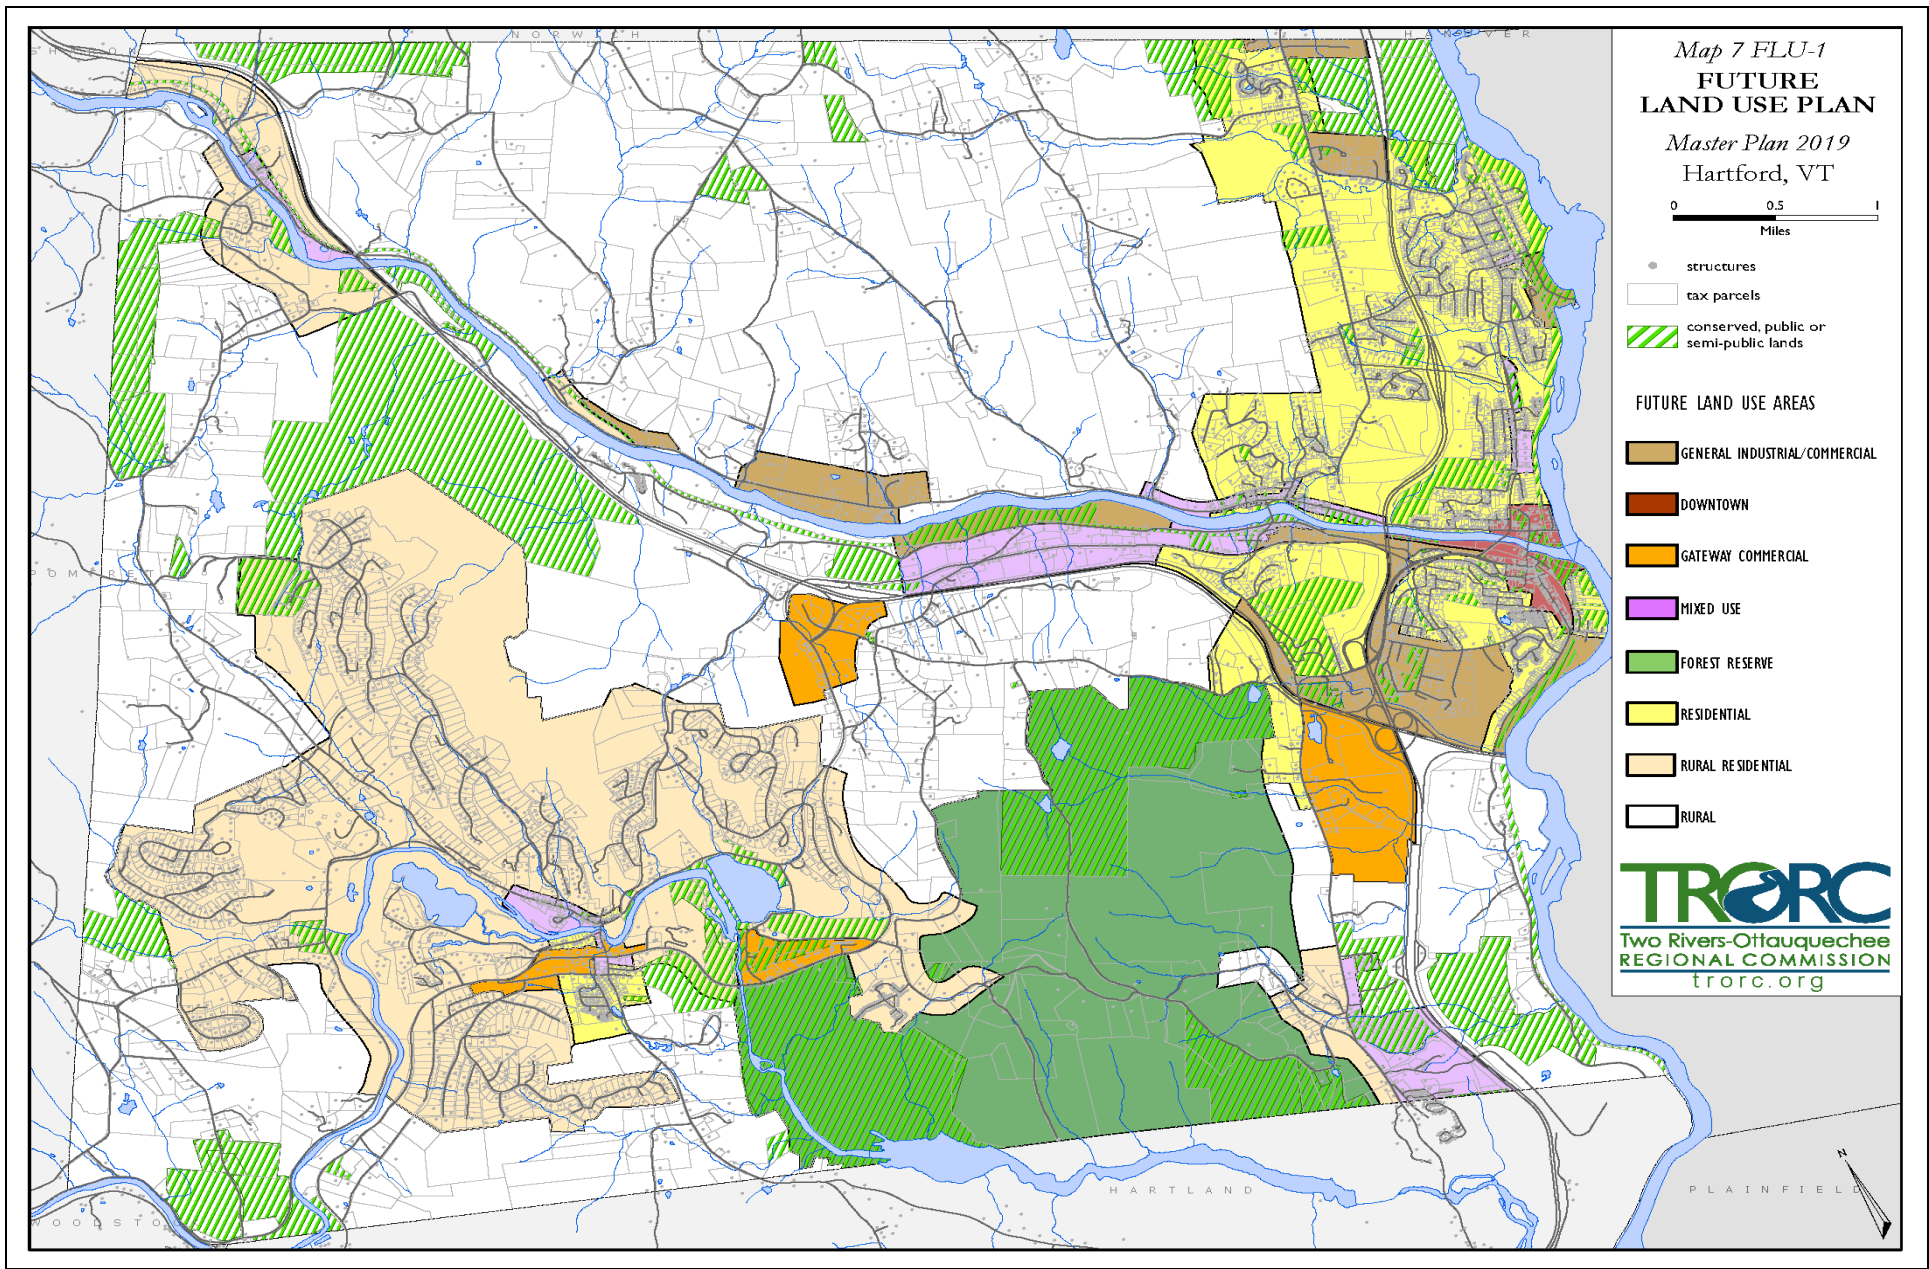 SHARON
NORWICH
HANOVER
Map 7 FLU-1
FUTURE
LAND USE PLAN
Master Plan 2019
Hartford, VT
0 0.5 1
Miles
structures
tax parcels
conserved, public or
semi-public lands
FUTURE LAND USE AREAS
GENERAL INDUSTRIAL/COMMERCIAL
DOWNTOWN
GATEWAY COMMERCIAL
MIXED USE
FOREST RESERVE
RESIDENTIAL
RURAL RESIDENTIAL
RURAL
TRORC
Two Rivers-Ottauquechee
REGIONAL COMMISSION
trorc.org
POMFRET
N
HARTLAND
PLAINFIELD
WOODSTOCK